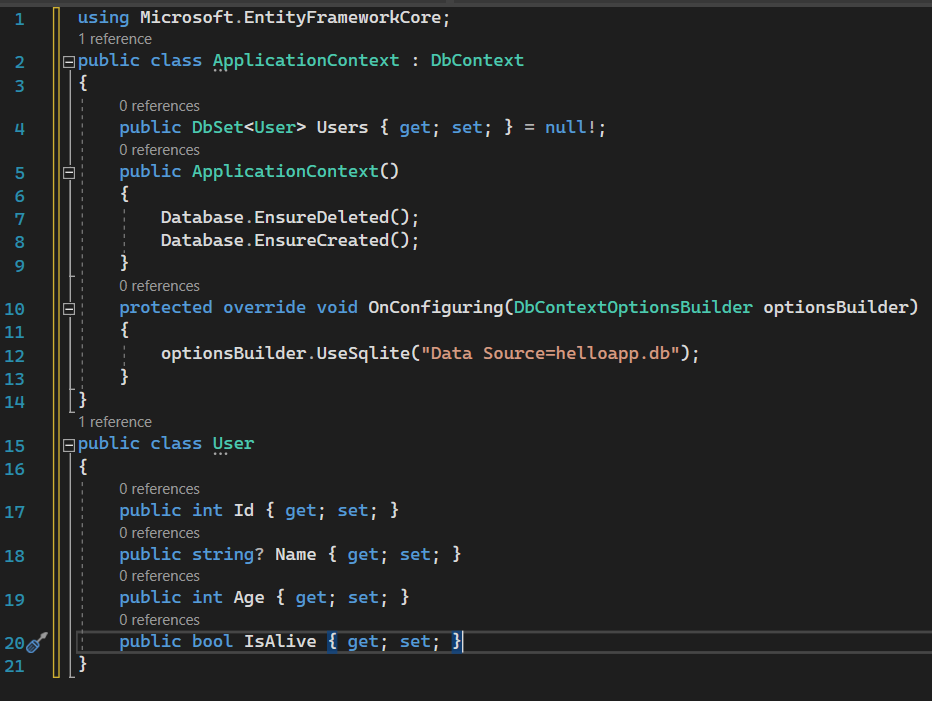 1 using Microsoft.EntityFrameworkCore;
1 reference
2 public class ApplicationContext : DbContext
3 {
0 references
4 public DbSet<User> Users { get; set; } = null!;
0 references
5 public ApplicationContext()
6 {
7 Database.EnsureDeleted();
8 Database.EnsureCreated();
9 }
0 references
10 protected override void OnConfiguring(DbContextOptionsBuilder optionsBuilder)
11 {
12 optionsBuilder.UseSqlite("Data Source=helloapp.db");
13 }
14 }
1 reference
15 public class User
16 {
0 references
17 public int Id { get; set; }
0 references
18 public string? Name { get; set; }
0 references
19 public int Age { get; set; }
0 references
20 public bool IsAlive { get; set; }
21 }